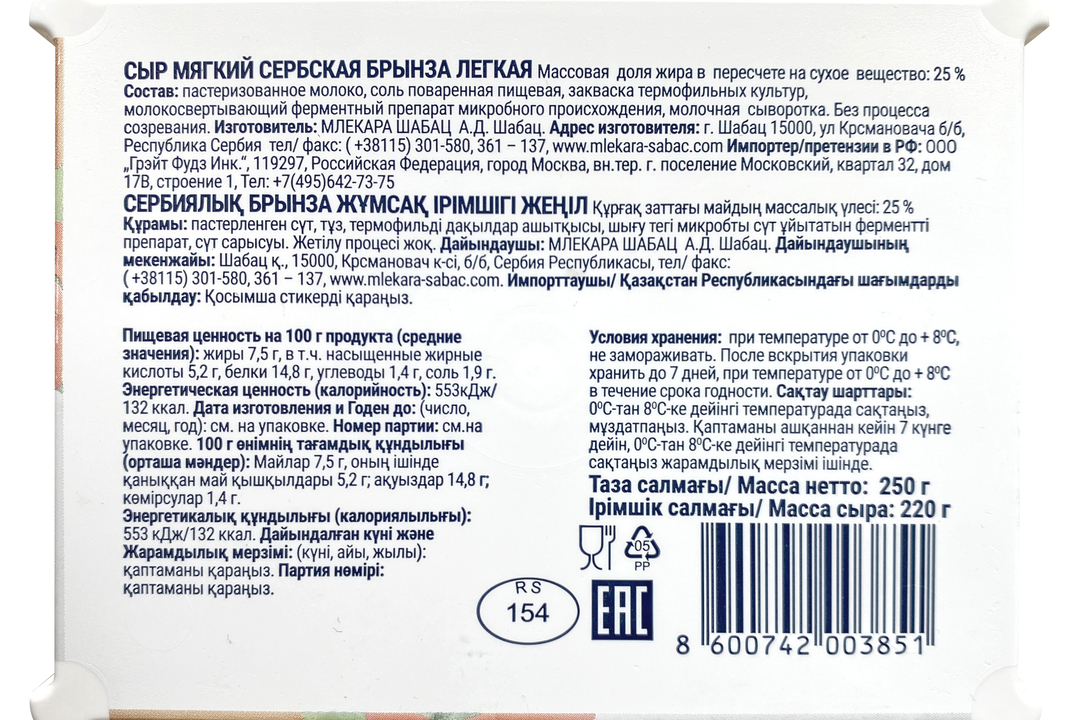 СЫР МЯГКИЙ СЕРБСКАЯ БРЫНЗА ЛЕГКАЯ Массовая доля жира в пересчете на сухое вещество: 25 %
Состав: пастеризованное молоко, соль поваренная пищевая, закваска термофильных культур,
молокосвертывающий ферментный препарат микробного происхождения, молочная сыворотка. Без процесса
созревания. Изготовитель: МЛЕКАРА ШАБАЦ А.Д. Шабац. Адрес изготовителя: г. Шабац 15000, ул Крсмановача б/б,
Республика Сербия тел/ факс: ( +38115) 301-580, 361 – 137, www.mlekara-sabac.com Импортер/претензии в РФ: ООО
„Грэйт Фудз Инк.“, 119297, Российская Федерация, город Москва, вн.тер. г. поселение Московский, квартал 32, дом
17В, строение 1, Тел: +7(495)642-73-75
СЕРБИЯЛЫҚ БРЫНЗА ЖҰМСАҚ ІРІМШІГІ ЖЕҢІЛ Құрғақ заттағы майдың массалық үлесі: 25 %
Құрамы: пастерленген сүт, тұз, термофильді дақылдар ашытқысы, шығу тегі микробты сүт ұйытатын ферментті
препарат, сүт сарысуы. Жетілу процесі жоқ. Дайындаушы: МЛЕКАРА ШАБАЦ А.Д. Шабац. Дайындаушының
мекенжайы: Шабац қ., 15000, Крсмановач к-сі, б/б, Сербия Республикасы, тел/ факс:
( +38115) 301-580, 361 – 137, www.mlekara-sabac.com. Импорттаушы/ Қазақстан Республикасындағы шағымдарды
қабылдау: Қосымша стикерді қараңыз.
Пищевая ценность на 100 г продукта (средние
значения): жиры 7,5 г, в т.ч. насыщенные жирные
кислоты 5,2 г, белки 14,8 г, углеводы 1,4 г, соль 1,9 г.
Энергетическая ценность (калорийность): 553кДж/
132 ккал. Дата изготовления и Годен до: (число,
месяц, год): см. на упаковке. Номер партии: см.на
упаковке. 100 г өнімнің тағамдық құндылығы
(орташа мәндер): Майлар 7,5 г, оның ішінде
қаныққан май қышқылдары 5,2 г; ақуыздар 14,8 г;
көмірсулар 1,4 г.
Энергетикалық құндылығы (калориялылығы):
553 кДж/132 ккал. Дайындалған күні және
Жарамдылық мерзімі: (күні, айы, жылы):
қаптаманы қараңыз. Партия нөмірі:
қаптаманы қараңыз.
Условия хранения: при температуре от 0⁰С до + 8⁰С,
не замораживать. После вскрытия упаковки
хранить до 7 дней, при температуре от 0⁰С до + 8⁰С
в течение срока годности. Сақтау шарттары:
0⁰С-тан 8⁰С-ке дейінгі температурада сақтаңыз,
мұздатпаңыз. Қаптаманы ашқаннан кейін 7 күнге
дейін, 0⁰С-тан 8⁰С-ке дейінгі температурада
сақтаңыз жарамдылық мерзімі ішінде.
Таза салмағы/ Масса нетто: 250 г
Ірімшік салмағы/ Масса сыра: 220 г
05
PP
RS
154
EAC
8 600742 003851